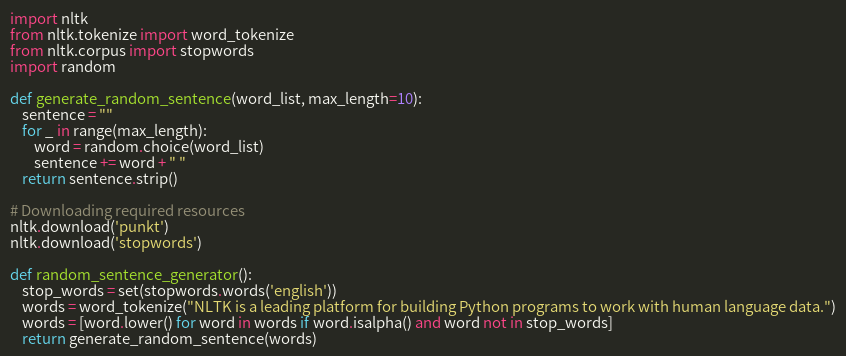 import nltk
from nltk.tokenize import word_tokenize
from nltk.corpus import stopwords
import random

def generate_random_sentence(word_list, max_length=10):
    sentence = ""
    for _ in range(max_length):
        word = random.choice(word_list)
        sentence += word + " "
    return sentence.strip()

# Downloading required resources
nltk.download('punkt')
nltk.download('stopwords')

def random_sentence_generator():
    stop_words = set(stopwords.words('english'))
    words = word_tokenize("NLTK is a leading platform for building Python programs to work with human language data.")
    words = [word.lower() for word in words if word.isalpha() and word not in stop_words]
    return generate_random_sentence(words)